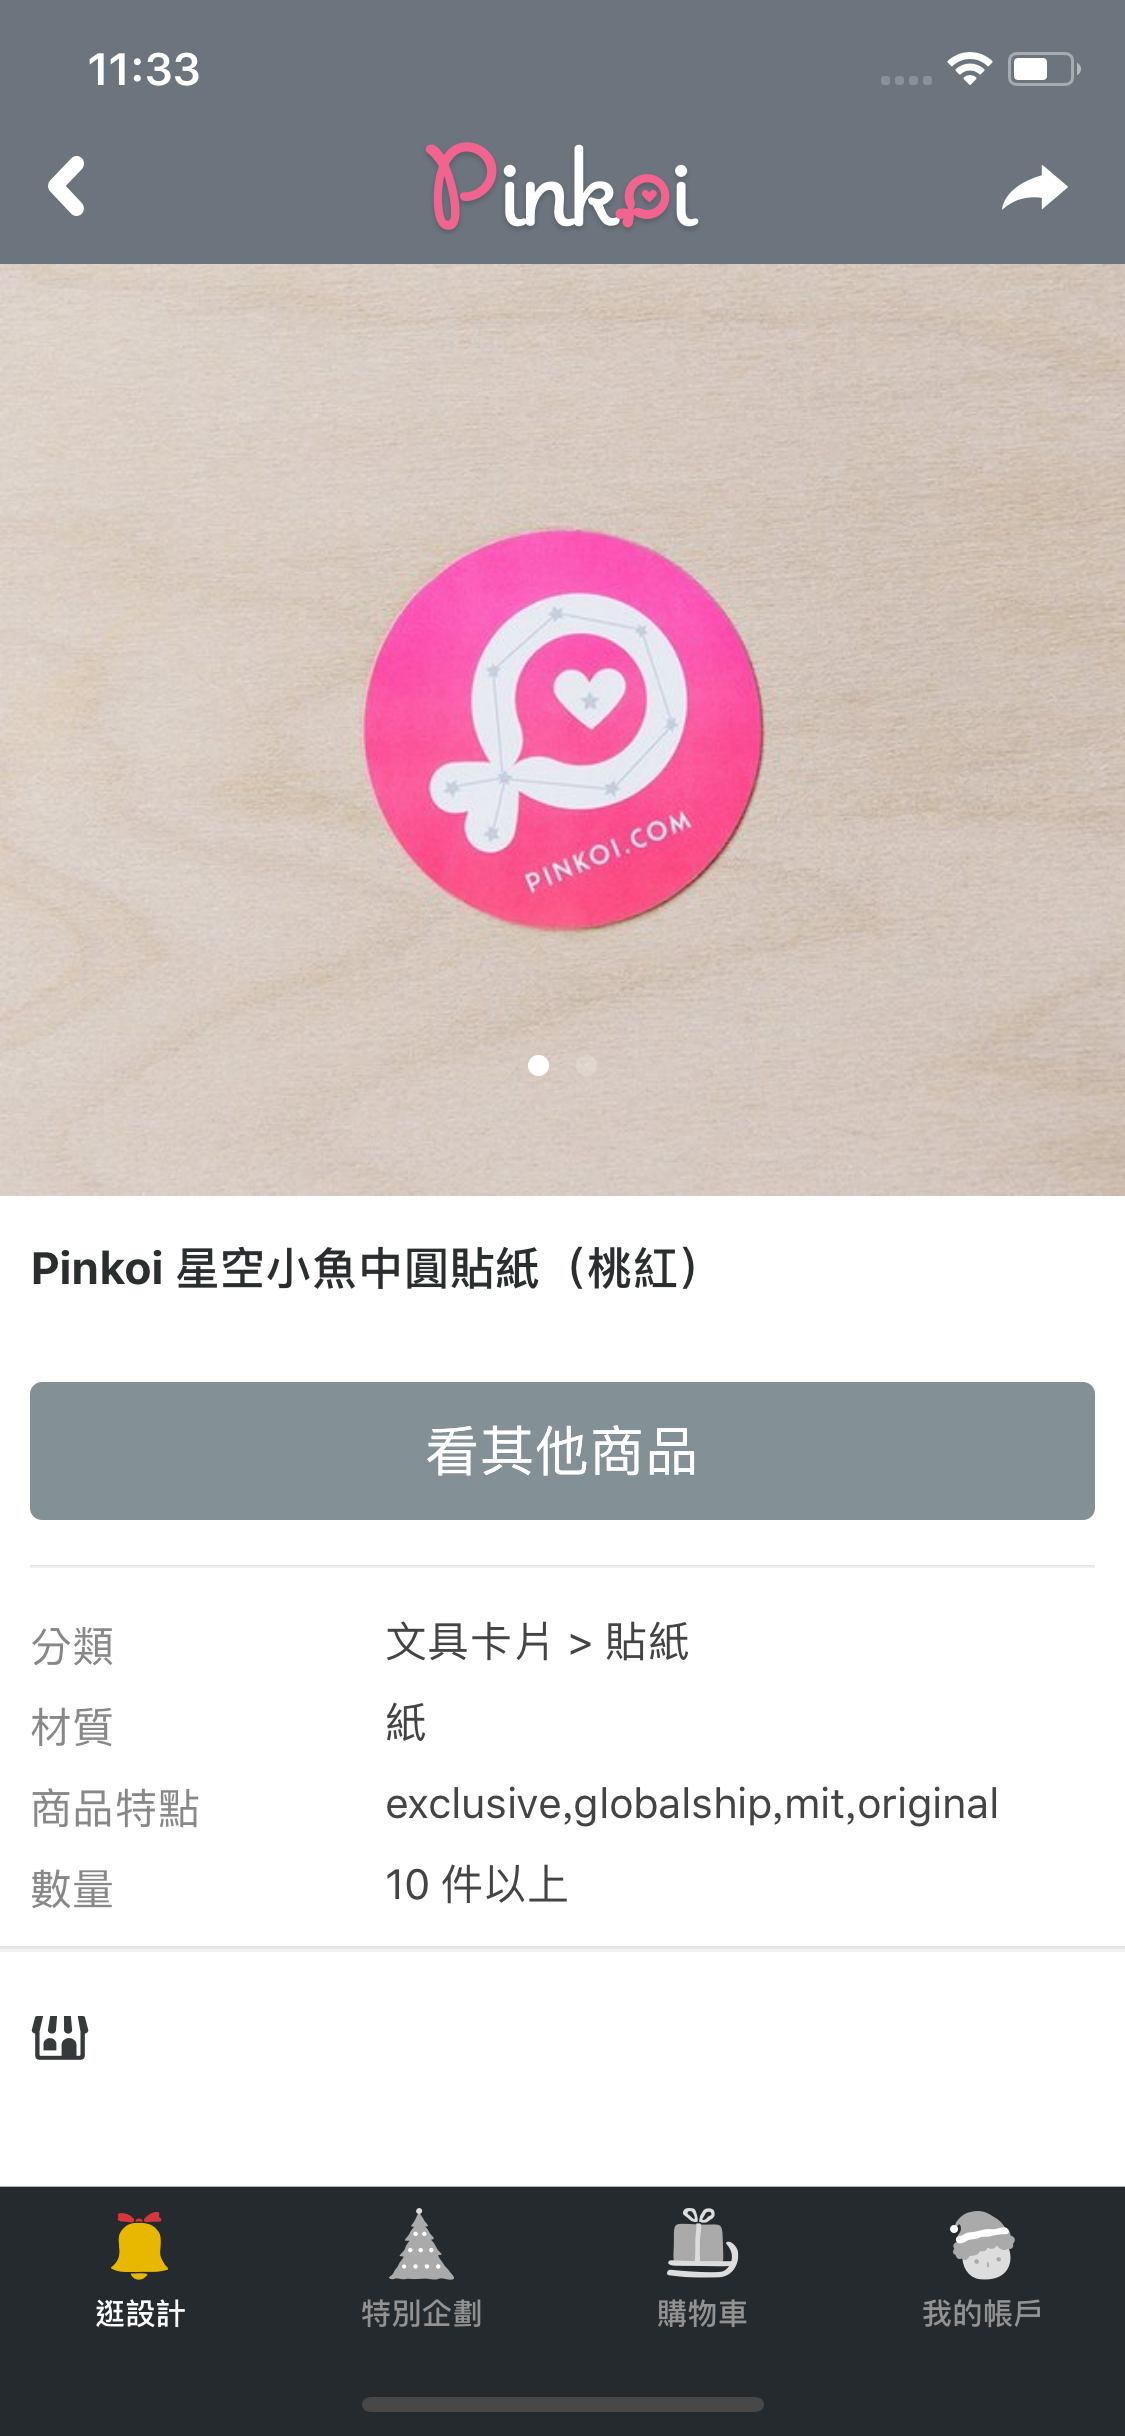 11:33
Pinkoi
PINKOI.COM
Pinkoi 星空小魚中圓貼紙（桃紅）
看其他商品
分類 文具卡片 > 貼紙
材質 紙
商品特點 exclusive,globalship,mit,original
數量 10 件以上
逛設計 特別企劃 購物車 我的帳戶